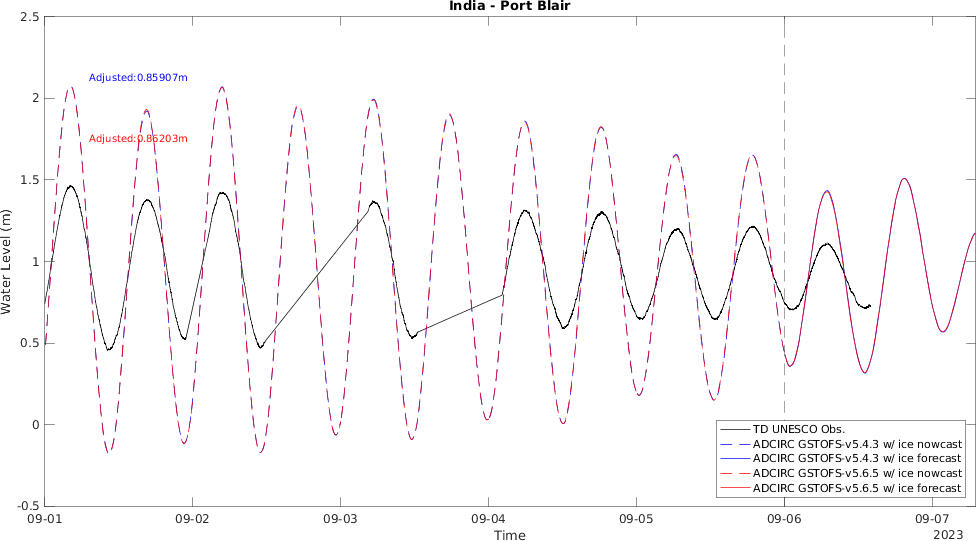 India - Port Blair
2.5
2
1.5
1
0.5
0
-0.5
Water Level (m)
Adjusted:0.85907m
Adjusted:0.86203m
TD UNESCO Obs.
ADCIRC GSTOFS-v5.4.3 w/ ice nowcast
ADCIRC GSTOFS-v5.4.3 w/ ice forecast
ADCIRC GSTOFS-v5.6.5 w/ ice nowcast
ADCIRC GSTOFS-v5.6.5 w/ ice forecast
09-01 09-02 09-03 09-04 09-05 09-06 09-07
Time
2023